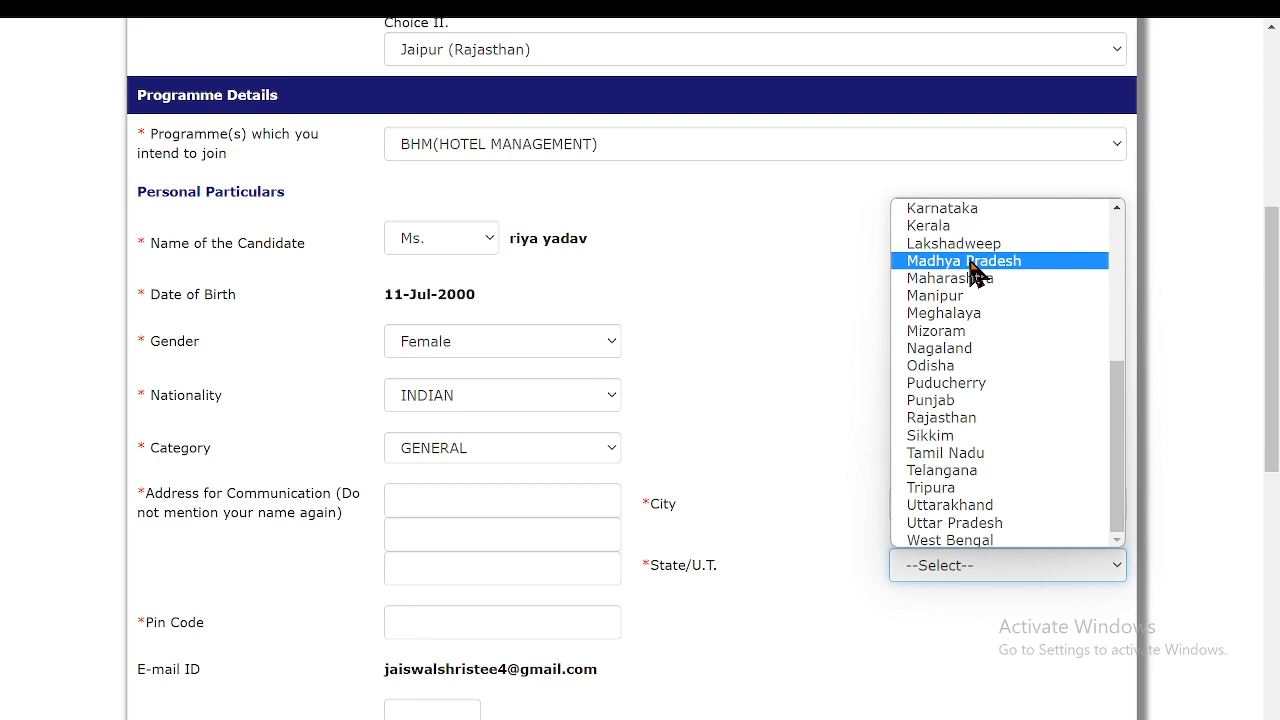 Choice II.
Jaipur (Rajasthan)
Programme Details
* Programme(s) which you
intend to join
BHM(HOTEL MANAGEMENT)
Personal Particulars
* Name of the Candidate
Ms.
riya yadav
* Date of Birth
11-Jul-2000
* Gender
Female
* Nationality
INDIAN
* Category
GENERAL
*Address for Communication (Do
not mention your name again)
*City
*State/U.T.
Karnataka
Kerala
Lakshadweep
Madhya Pradesh
Maharashtra
Manipur
Meghalaya
Mizoram
Nagaland
Odisha
Puducherry
Punjab
Rajasthan
Sikkim
Tamil Nadu
Telangana
Tripura
Uttarakhand
Uttar Pradesh
West Bengal
--Select--
*Pin Code
E-mail ID
jaiswalshristee4@gmail.com
Activate Windows
Go to Settings to activate Windows.